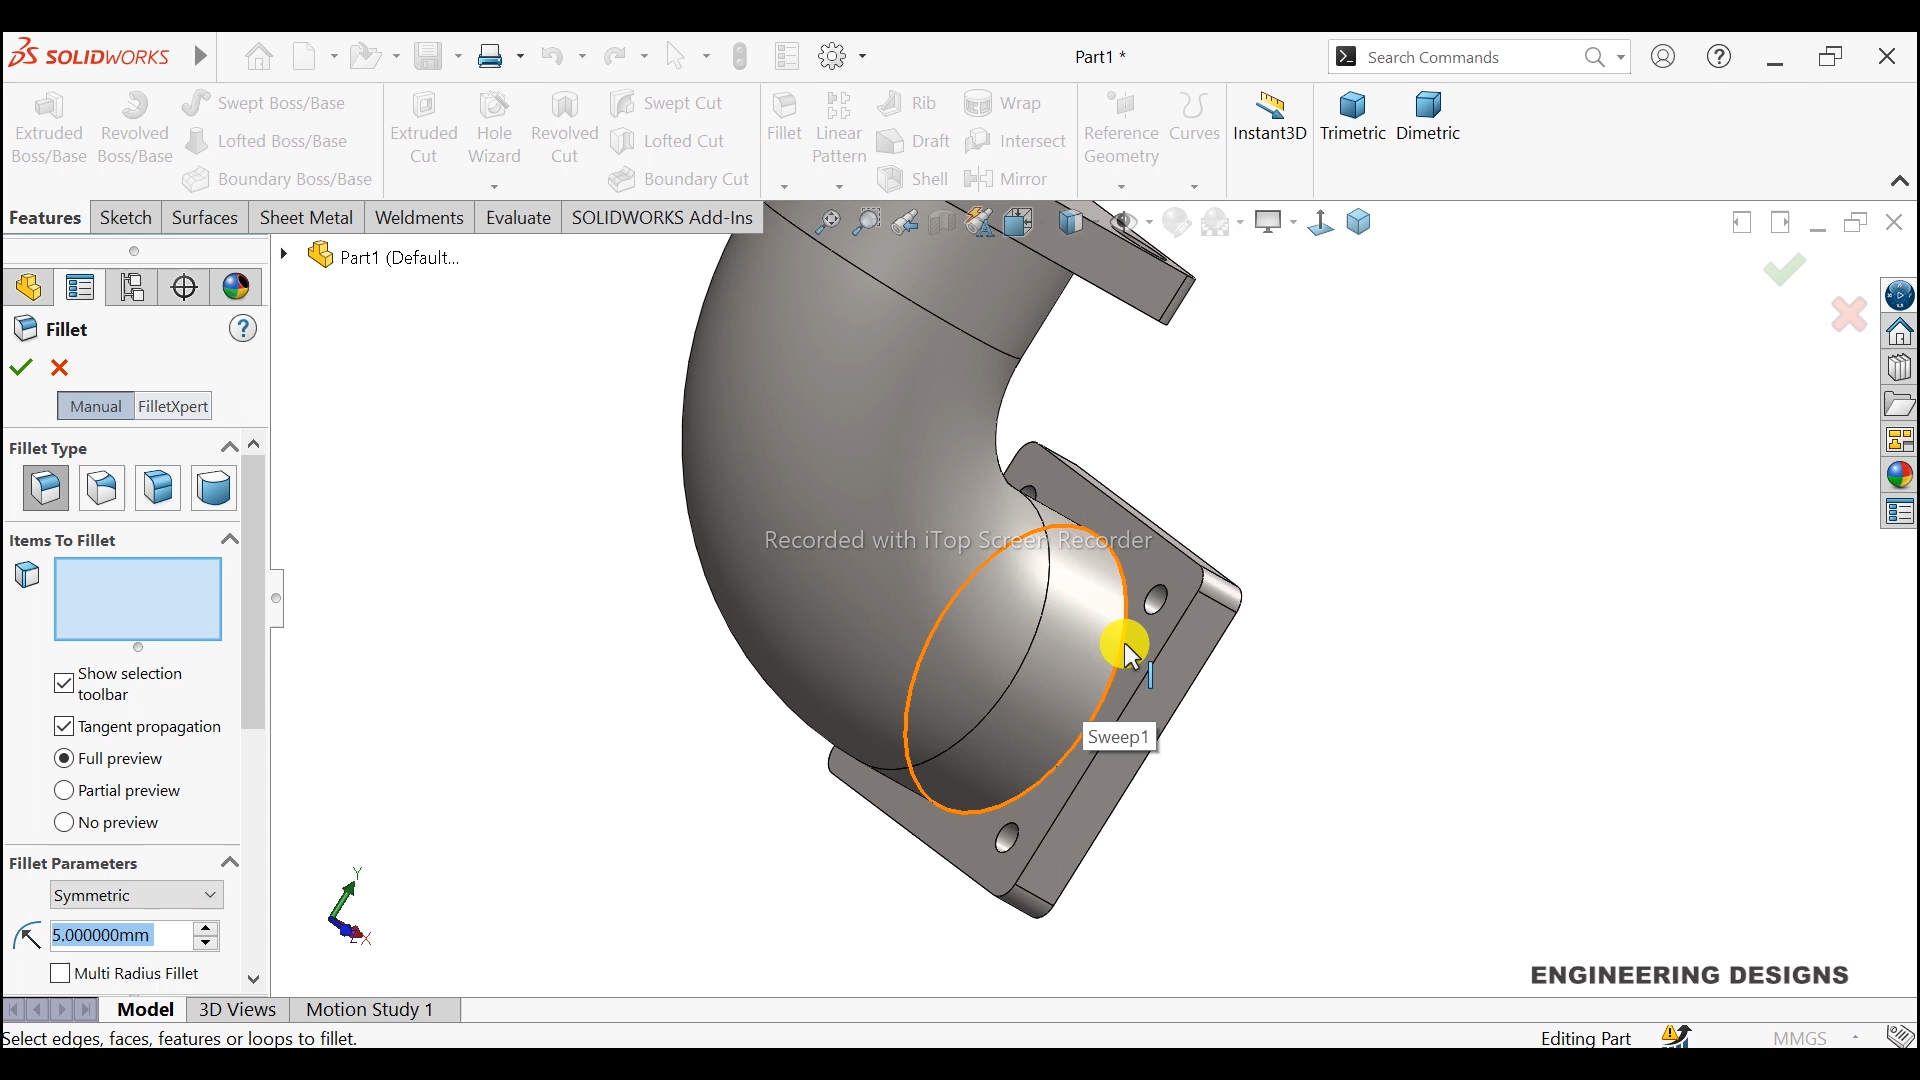 SOLIDWORKS
Part1 *
Search Commands
Extruded Boss/Base
Revolved Boss/Base
Swept Boss/Base
Lofted Boss/Base
Boundary Boss/Base
Extruded Cut
Hole Wizard
Revolved Cut
Swept Cut
Lofted Cut
Boundary Cut
Fillet
Linear Pattern
Rib
Draft
Shell
Wrap
Intersect
Mirror
Reference Geometry
Curves
Instant3D
Trimetric
Dimetric
Features
Sketch
Surfaces
Sheet Metal
Weldments
Evaluate
SOLIDWORKS Add-Ins
Part1 (Default...
Fillet
Manual
FilletXpert
Fillet Type
Items To Fillet
Show selection
toolbar
Tangent propagation
Full preview
Partial preview
No preview
Fillet Parameters
Symmetric
5.000000mm
Multi Radius Fillet
Recorded with iTop Screen Recorder
Sweep1
Y
Z
X
ENGINEERING DESIGNS
Model
3D Views
Motion Study 1
Select edges, faces, features or loops to fillet.
Editing Part
MMGS